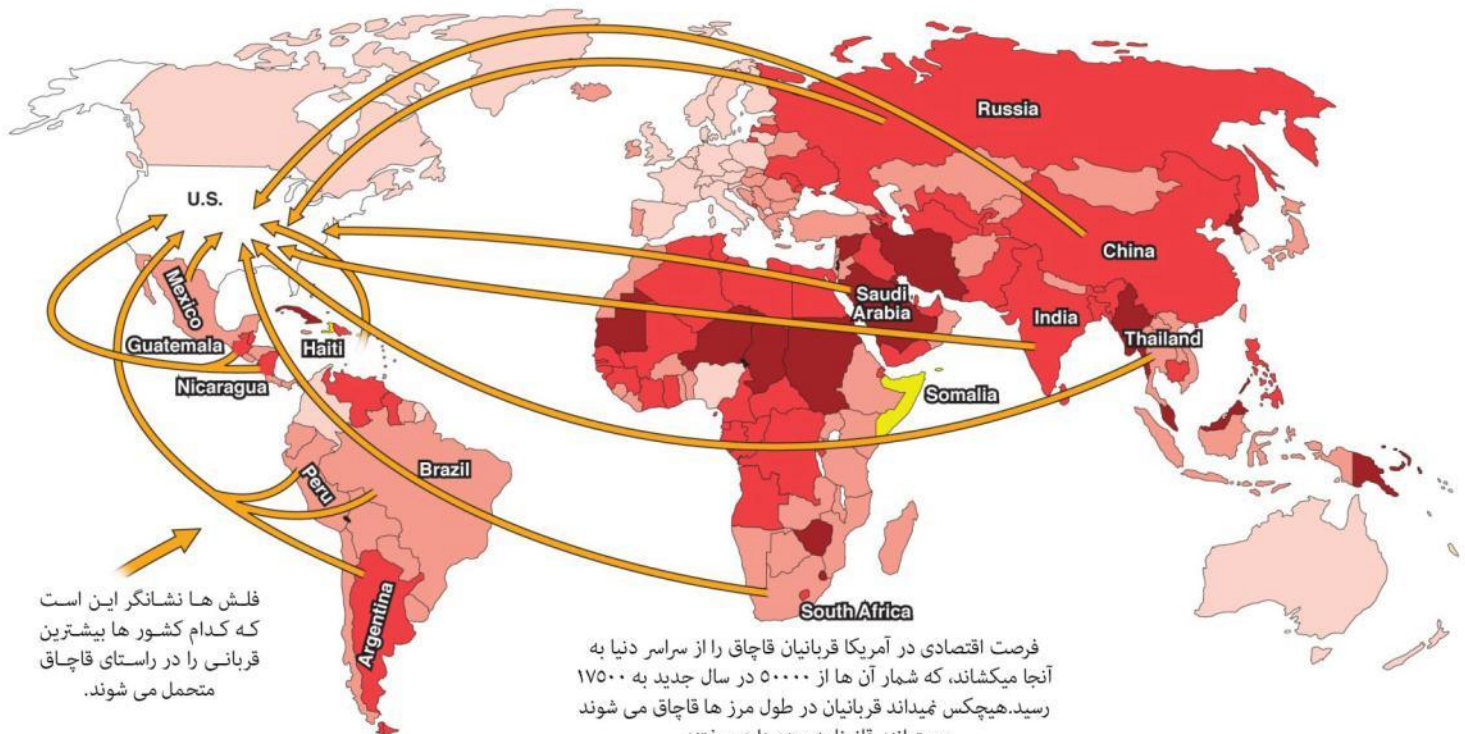 Russia
U.S.
China
Mexico
Saudi
Arabia
India
Guatemala
Haiti
Thailand
Nicaragua
Somalia
Brazil
Peru
Argentina
South Africa
فلش ها نشانگر این است
که کدام کشور ها بیشترین
قربانی را در راستای قاچاق
متحمل می شوند.
فرصت اقتصادی در آمریکا قربانیان قاچاق را از سراسر دنیا به
آنجا میکشاند، که شمار آن ها از ۵۰۰۰۰ در سال جدید به ۱۷۵۰۰
رسید.هیچکس نمیداند قربانیان در طول مرز ها قاچاق می شوند